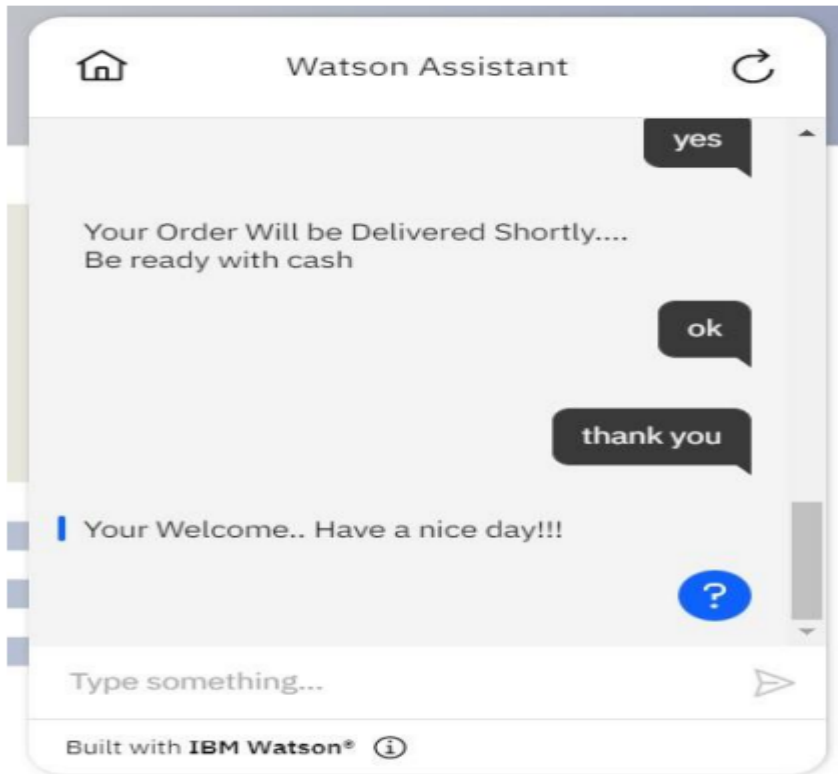 Watson Assistant
yes
Your Order Will be Delivered Shortly....
Be ready with cash
ok
thank you
Your Welcome.. Have a nice day!!!
?
Type something...
Built with IBM Watson®